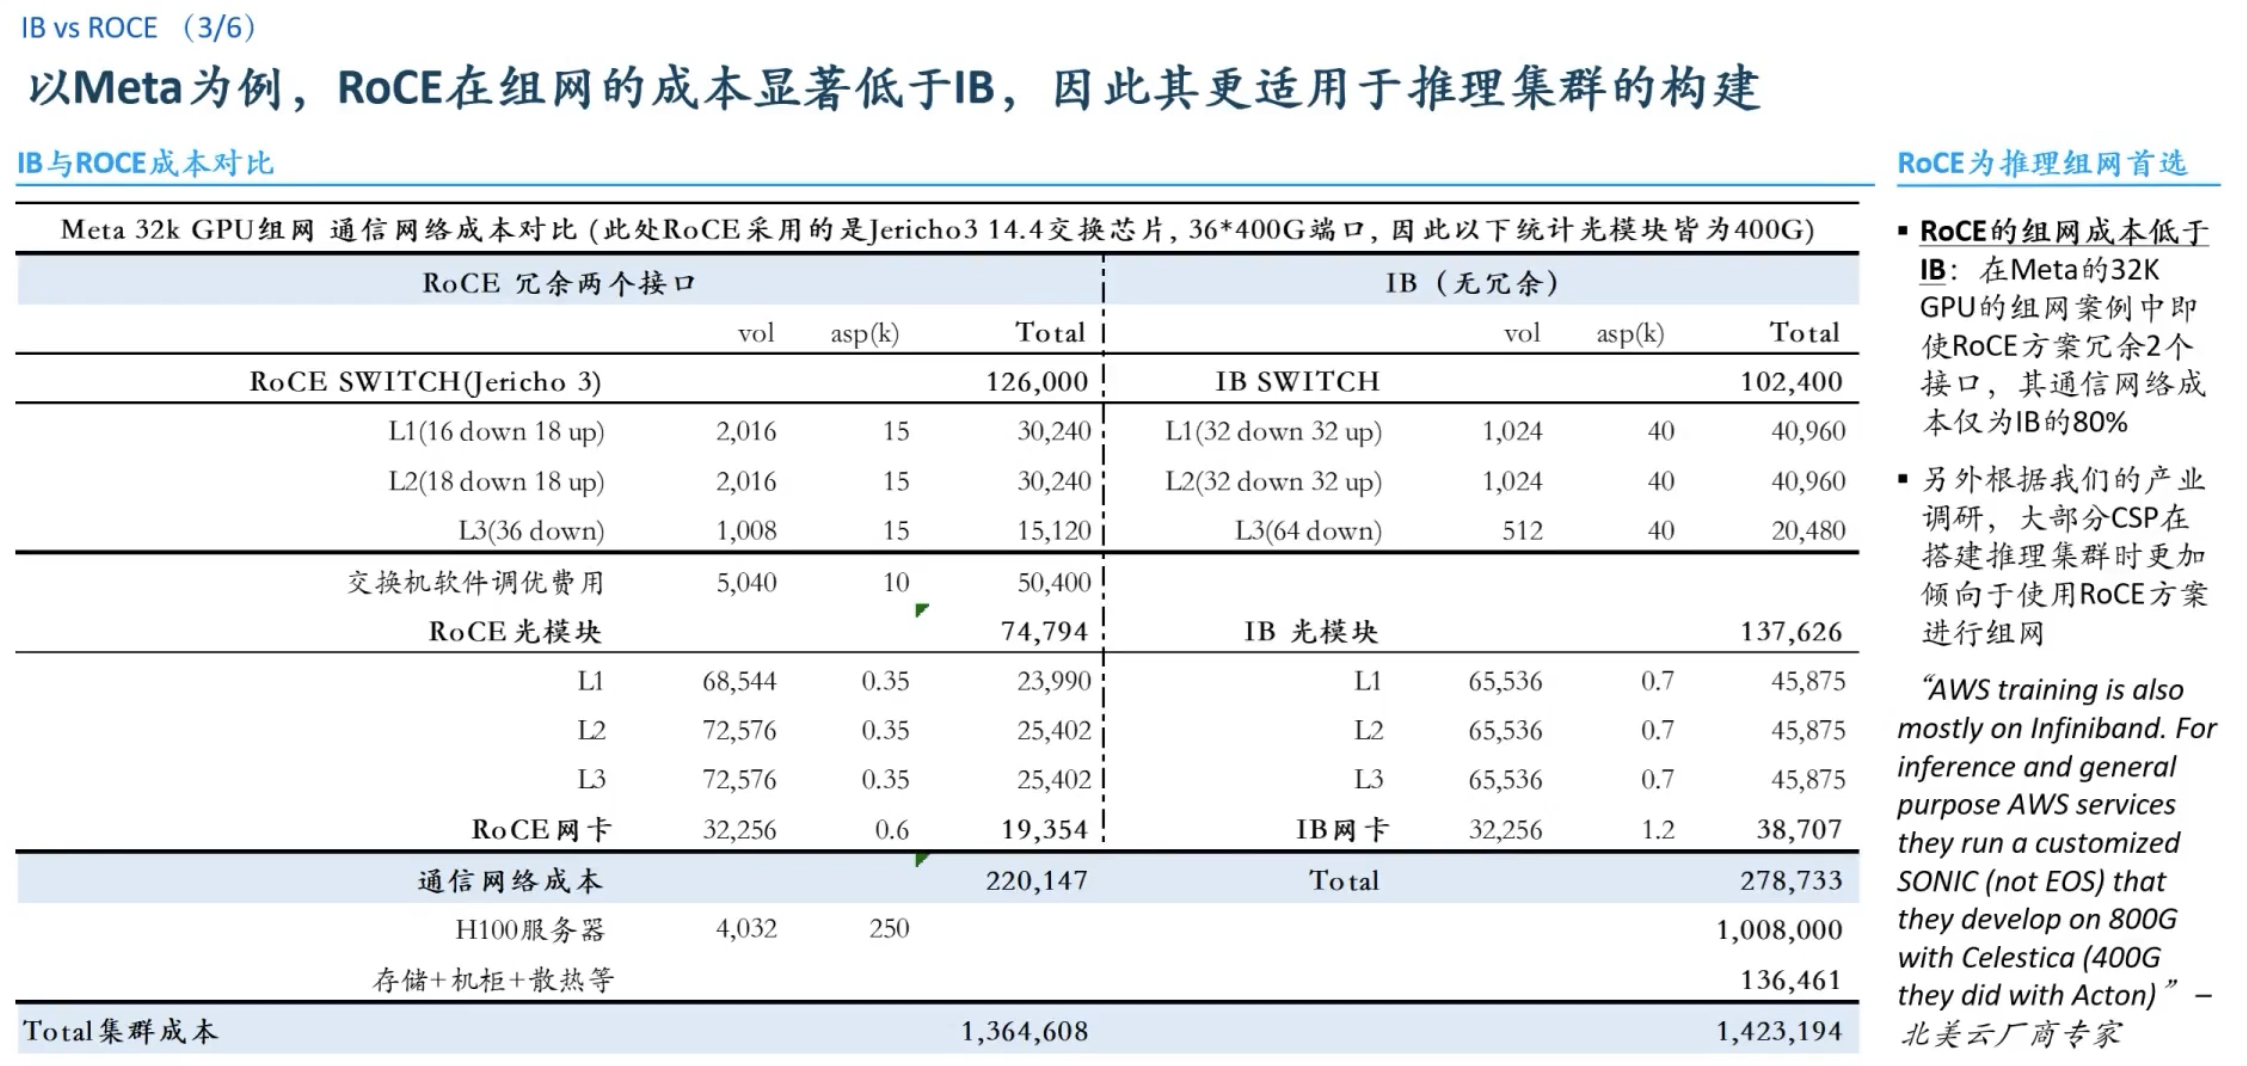 IB vs ROCE （3/6）
以Meta为例，RoCE在组网的成本显著低于IB，因此其更适用于推理集群的构建
IB与ROCE成本对比
Meta 32k GPU组网 通信网络成本对比 (此处RoCE采用的是Jericho3 14.4交换芯片, 36*400G端口, 因此以下统计光模块皆为400G)
RoCE 冗余两个接口 IB（无冗余）
vol asp(k) Total vol asp(k) Total
RoCE SWITCH(Jericho 3) 126,000 IB SWITCH 102,400
L1(16 down 18 up) 2,016 15 30,240 L1(32 down 32 up) 1,024 40 40,960
L2(18 down 18 up) 2,016 15 30,240 L2(32 down 32 up) 1,024 40 40,960
L3(36 down) 1,008 15 15,120 L3(64 down) 512 40 20,480
交换机软件调优费用 5,040 10 50,400
RoCE光模块 74,794 IB 光模块 137,626
L1 68,544 0.35 23,990 L1 65,536 0.7 45,875
L2 72,576 0.35 25,402 L2 65,536 0.7 45,875
L3 72,576 0.35 25,402 L3 65,536 0.7 45,875
RoCE网卡 32,256 0.6 19,354 IB网卡 32,256 1.2 38,707
通信网络成本 220,147 Total 278,733
H100服务器 4,032 250 1,008,000
存储+机柜+散热等 136,461
Total集群成本 1,364,608 1,423,194
RoCE为推理组网首选
▪ RoCE的组网成本低于
IB：在Meta的32K
GPU的组网案例中即
使RoCE方案冗余2个
接口，其通信网络成
本仅为IB的80%
▪ 另外根据我们的产业
调研，大部分CSP在
搭建推理集群时更加
倾向于使用RoCE方案
进行组网
“AWS training is also
mostly on Infiniband. For
inference and general
purpose AWS services
they run a customized
SONIC (not EOS) that
they develop on 800G
with Celestica (400G
they did with Acton)” –
北美云厂商专家